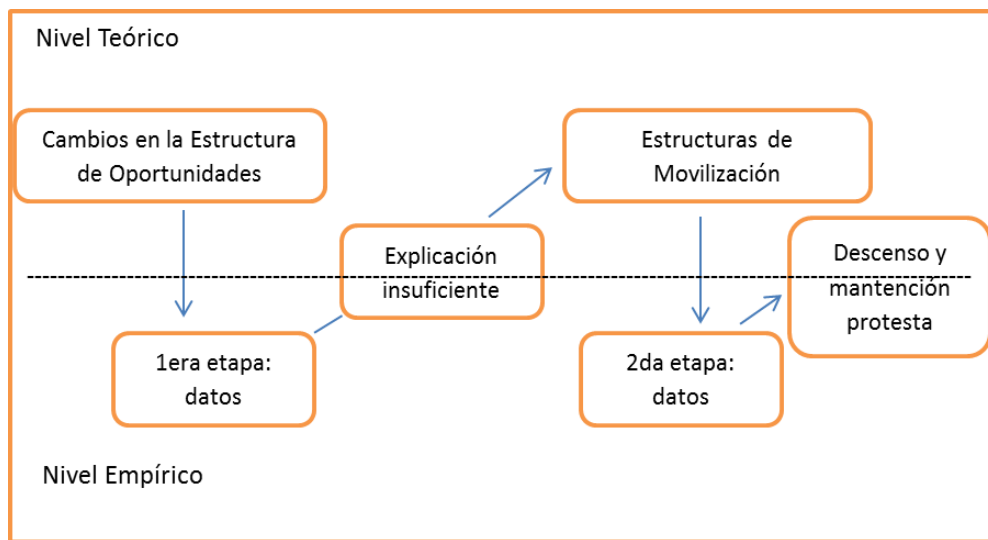 Nivel Teórico
Cambios en la Estructura
de Oportunidades
Estructuras de
Movilización
Explicación
insuficiente
Descenso y
mantención
protesta
1era etapa:
datos
2da etapa:
datos
Nivel Empírico